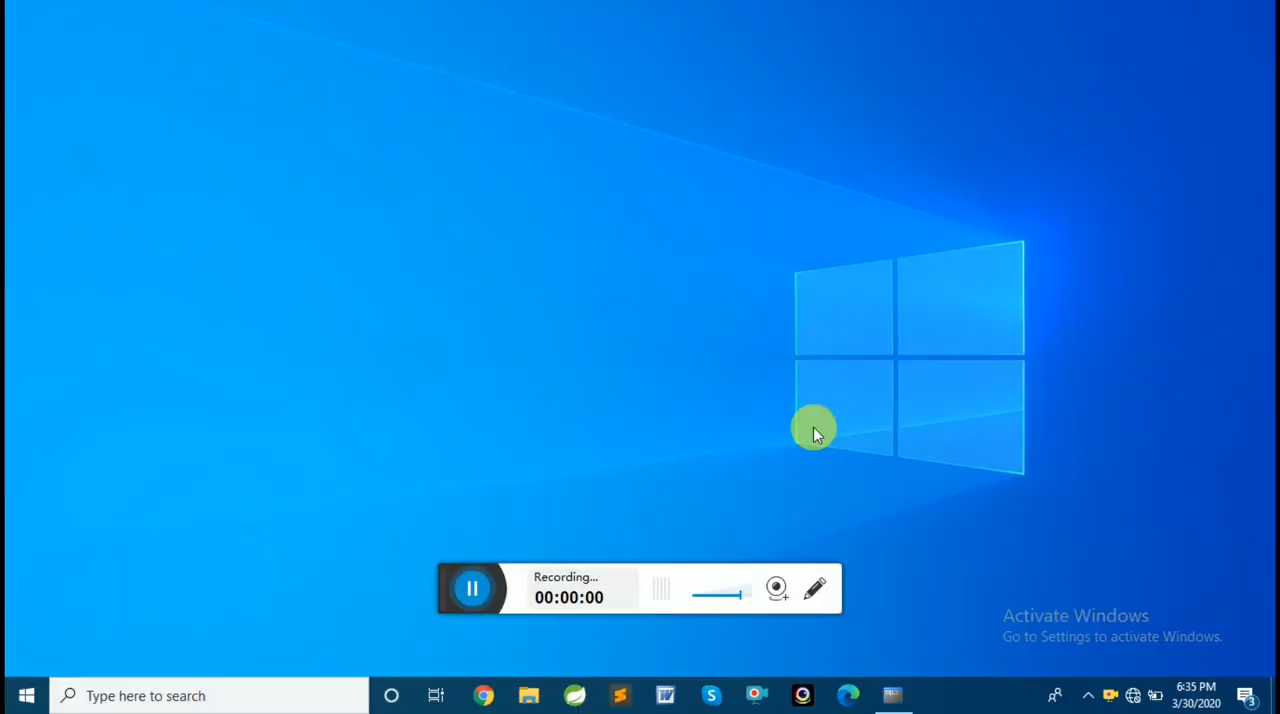 Recording...
00:00:00
Activate Windows
Go to Settings to activate Windows.
Type here to search
6:35 PM
3/30/2020
3